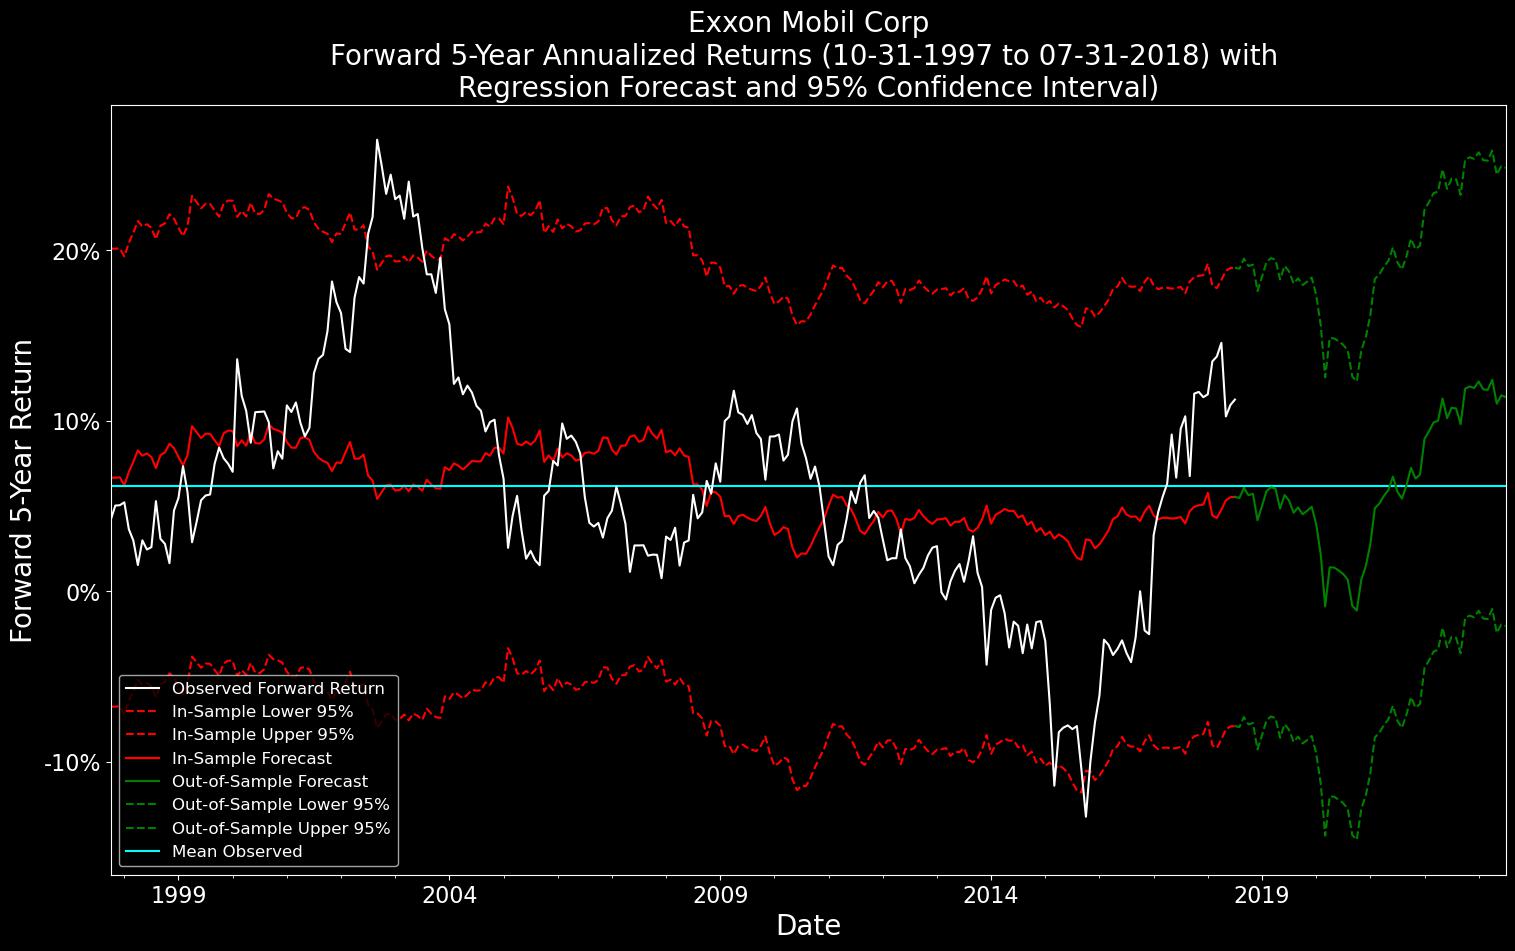 Exxon Mobil Corp
Forward 5-Year Annualized Returns (10-31-1997 to 07-31-2018) with
Regression Forecast and 95% Confidence Interval)
Forward 5-Year Return
20%
10%
0%
-10%
Observed Forward Return
In-Sample Lower 95%
In-Sample Upper 95%
In-Sample Forecast
Out-of-Sample Forecast
Out-of-Sample Lower 95%
Out-of-Sample Upper 95%
Mean Observed
1999 2004 2009 2014 2019
Date